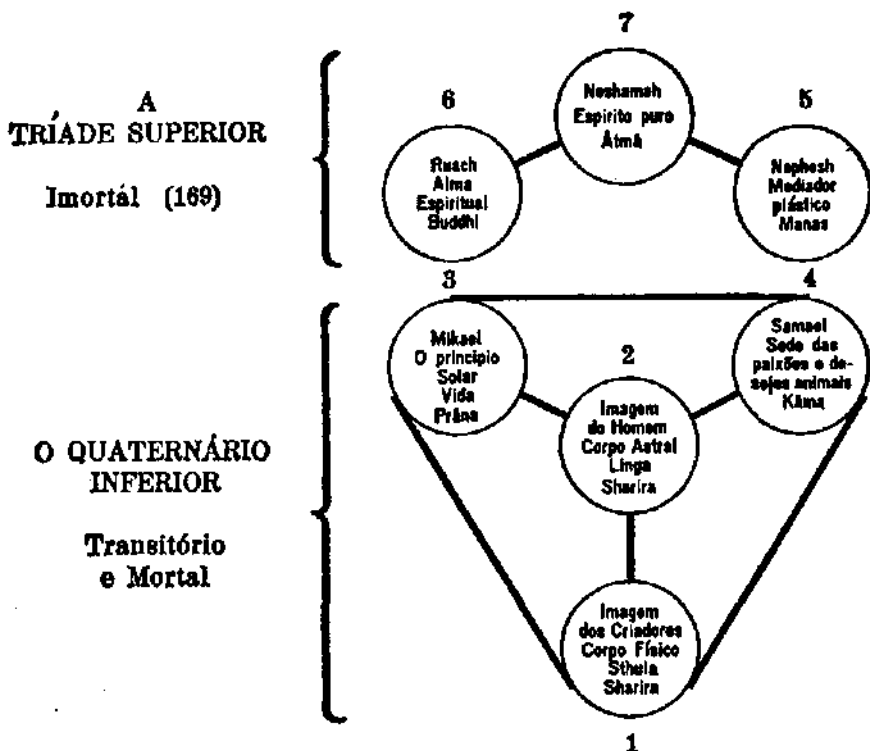 7
Neshamah
Espírito puro
Âtmâ
6
Ruach
Alma
Espiritual
Buddhi
5
Nephesh
Mediador
plástico
Manas
A
TRÍADE SUPERIOR
Imortál (169)
3
Mikael
O princípio
Solar
Vida
Prâna
4
Samael
Sede das
paixões e de-
sejos animais
Kâma
2
Imagem
do Homem
Corpo Astral
Linga
Sharira
O QUATERNÁRIO
INFERIOR
Transitório
e Mortal
Imagem
dos Criadores
Corpo Físico
Sthula
Sharira
1